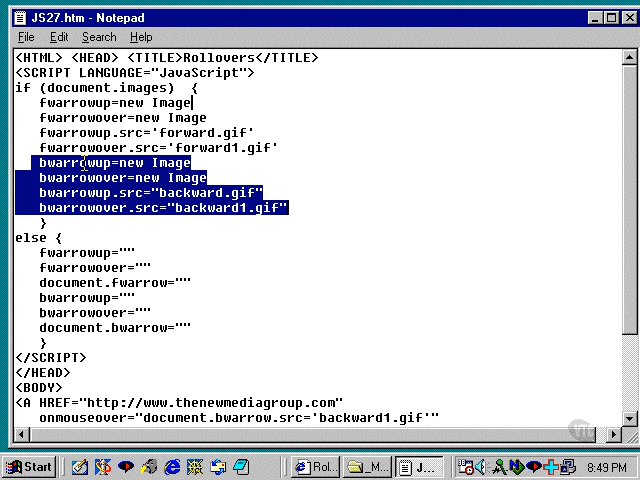 JS27.htm - Notepad
File Edit Search Help
<HTML> <HEAD> <TITLE>Rollovers</TITLE>
<SCRIPT LANGUAGE="JavaScript">
if (document.images) {
fwarrowup=new Image
fwarrowover=new Image
fwarrowup.src='forward.gif'
fwarrowover.src='forward1.gif'
bwarrowup=new Image
bwarrowover=new Image
bwarrowup.src="backward.gif"
bwarrowover.src="backward1.gif"
}
else {
fwarrowup=""
fwarrowover=""
document.fwarrow=""
bwarrowup=""
bwarrowover=""
document.bwarrow=""
}
</SCRIPT>
</HEAD>
<BODY>
<A HREF="http://www.thenewmediagroup.com"
onmouseover="document.bwarrow.src='backward1.gif'"
VTC
Start Rol... _M... J... 8:49 PM